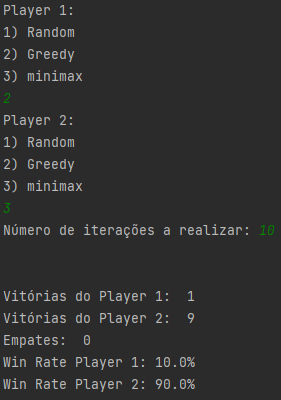 Player 1:
1) Random
2) Greedy
3) minimax
2
Player 2:
1) Random
2) Greedy
3) minimax
3
Número de iterações a realizar: 10
Vitórias do Player 1:  1
Vitórias do Player 2:  9
Empates:  0
Win Rate Player 1: 10.0%
Win Rate Player 2: 90.0%